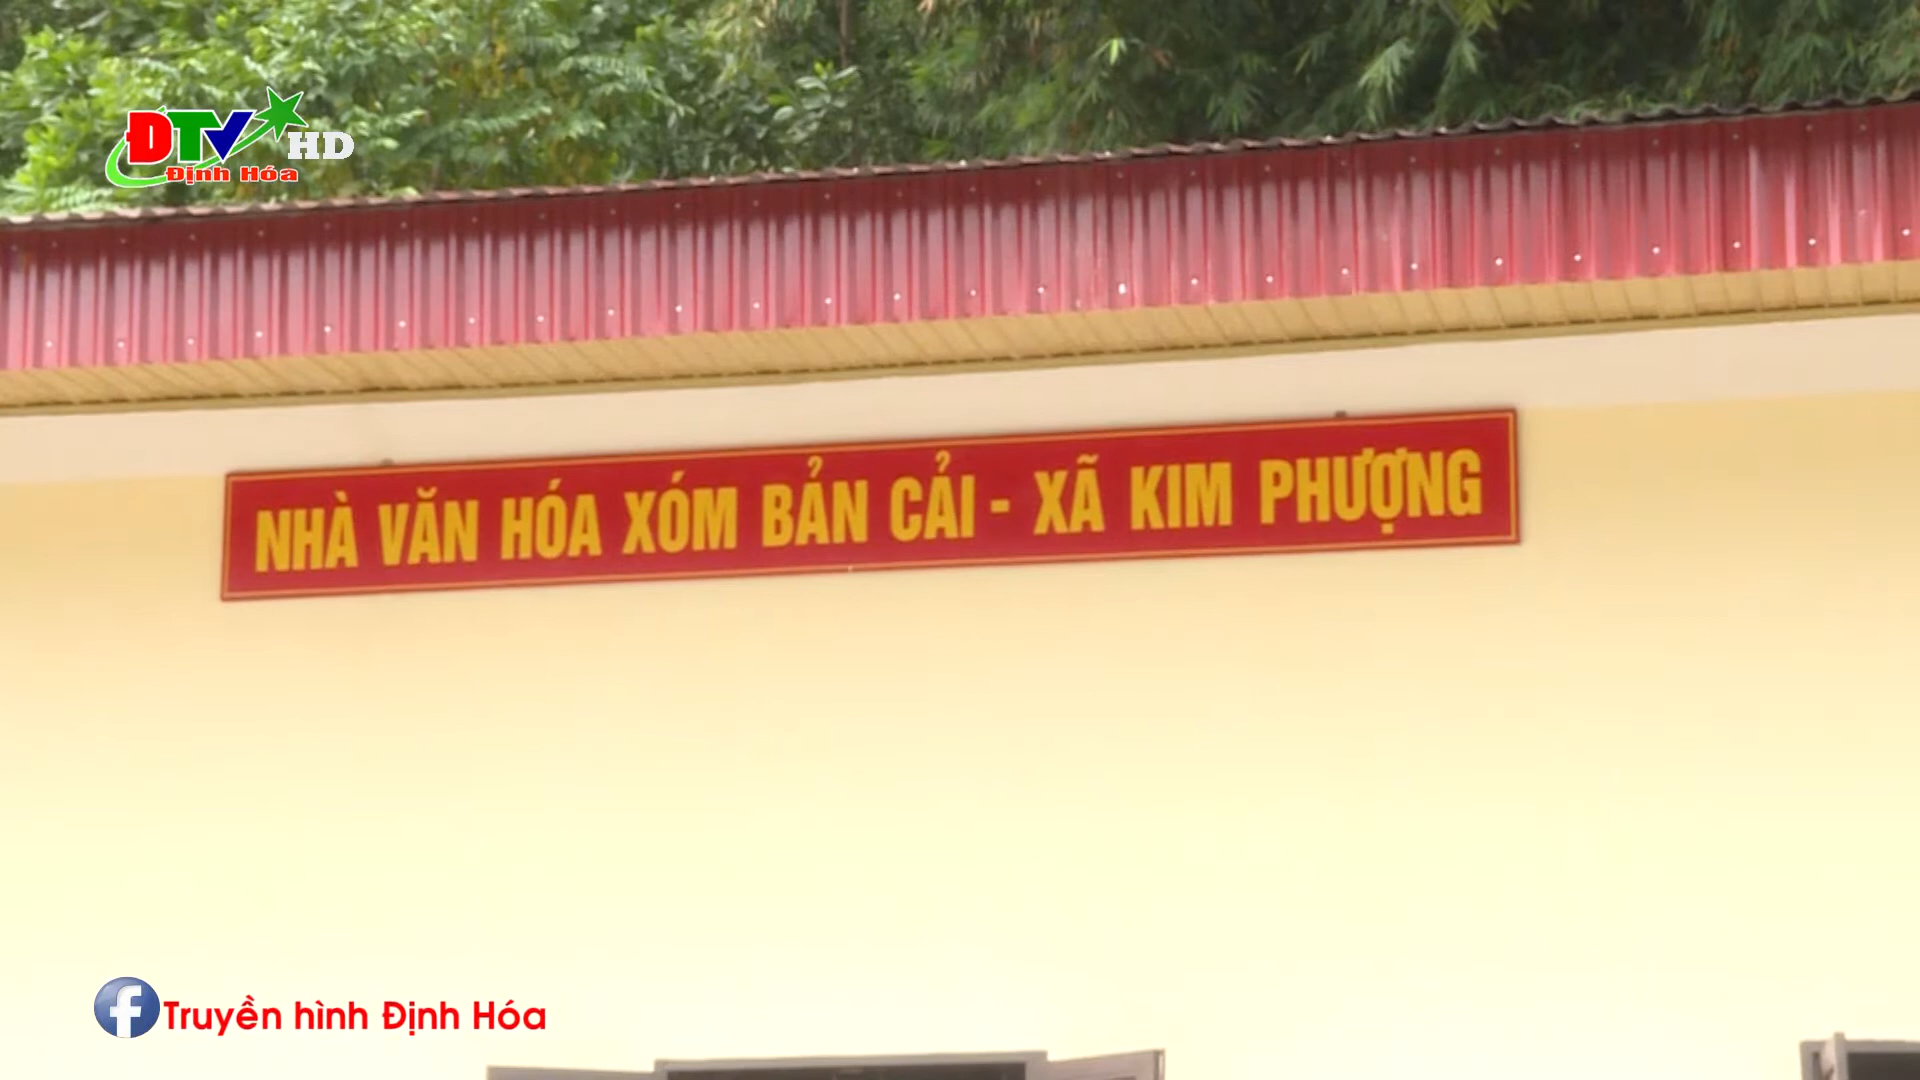 ĐTV HD
Định Hóa
NHÀ VĂN HÓA XÓM BẢN CẢI - XÃ KIM PHƯỢNG
f Truyền hình Định Hóa